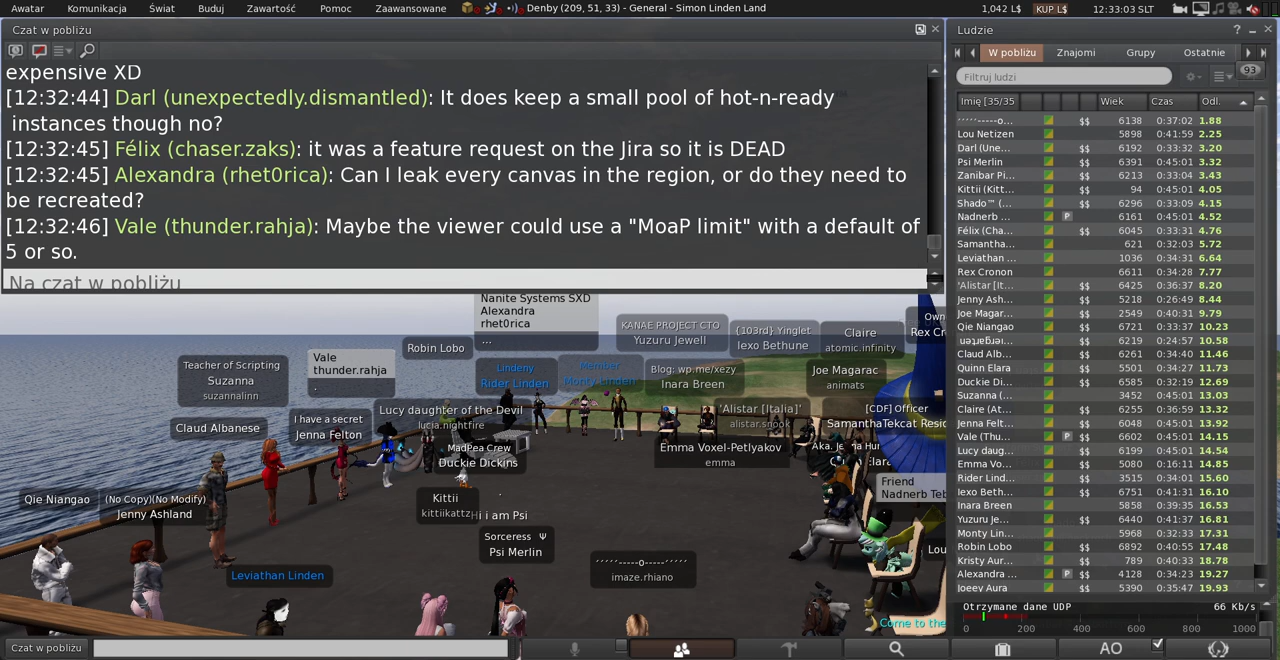 Awatar Komunikacja Świat Buduj Zawartość Pomoc Zaawansowane Denby (209, 51, 33) - General - Simon Linden Land 1,042 L$ KUP L$ 12:33:03 SLT
Czat w pobliżu
expensive XD
[12:32:44] Darl (unexpectedly.dismantled): It does keep a small pool of hot-n-ready
instances though no?
[12:32:45] Félix (chaser.zaks): it was a feature request on the Jira so it is DEAD
[12:32:45] Alexandra (rhet0rica): Can I leak every canvas in the region, or do they need to
be recreated?
[12:32:46] Vale (thunder.rahja): Maybe the viewer could use a "MoaP limit" with a default of
5 or so.
Na czat w pobliżu
Nanite Systems SXD
Alexandra
rhet0rica
...
KANAE PROJECT CTO
Yuzuru Jewell
{103rd} Yinglet
Iexo Bethune
Claire
atomic.infinity
Own
Rex Cr
Robin Lobo
Teacher of Scripting
Suzanna
suzannalinn
Vale
thunder.rahja
.
Lindeny
Rider Linden
Member
Monty Linden
Blog: wp.me/xezy
Inara Breen
Joe Magarac
animats
Lucy daughter of the Devil
lucia.nightfire
'Alistar [Italia]'
alistar.snook
[CDF] Officer
SamanthaTekcat Resid
Claud Albanese
I have a secret
Jenna Felton
MadPea Crew
Duckie Dickins
Emma Voxel-Petlyakov
emma
Friend
Nadnerb Teb
Qie Niangao
(No Copy)(No Modify)
Jenny Ashland
Kittii
kittiikattz
Hi i am Psi
Sorceress Ψ
Psi Merlin
Lou
Leviathan Linden
′′′′′-----o-----′′′′′
imaze.rhiano
Come to the
Czat w pobliżu
AO
Ludzie
W pobliżu Znajomi Grupy Ostatnie
Filtruj ludzi
93
Imię [35/35 Wiek Czas Odl.
′′′′′-----o... $$ 6138 0:37:02 1.88
Lou Netizen 5898 0:41:59 2.25
Darl (Une... $$ 6192 0:33:32 3.20
Psi Merlin $$ 6391 0:45:01 3.32
Zanibar Pi... $$ 6213 0:33:04 3.43
Kittii (Kitt... $$ 94 0:45:01 4.05
Shado™ (... $$ 6296 0:33:09 4.15
Nadnerb ... P 6161 0:45:01 4.52
Félix (Cha... $$ 6045 0:33:31 4.76
Samantha... 621 0:32:03 5.72
Leviathan ... 1036 0:34:31 6.64
Rex Cronon 6611 0:34:28 7.77
'Alistar [It... $$ 6425 0:36:37 8.20
Jenny Ash... $$ 5218 0:26:49 8.44
Joe Magar... $$ 2549 0:40:31 9.79
Qie Niangao $$ 6721 0:33:37 10.23
$$ 6219 0:24:57 10.58
Claud Alb... $$ 6261 0:34:40 11.46
Quinn Elara $$ 5501 0:34:27 11.73
Duckie Di... $$ 6585 0:32:19 12.69
Suzanna (... 3452 0:45:01 13.03
Claire (At... $$ 6255 0:36:59 13.32
Jenna Felt... $$ 6048 0:45:01 13.92
Vale (Thu... P $$ 6602 0:45:01 14.15
Lucy daug... $$ 6199 0:45:01 14.54
Emma Vo... $$ 5080 0:16:11 14.85
Rider Lind... $$ 3515 0:34:01 15.60
Iexo Beth... $$ 6751 0:41:31 16.10
Inara Breen 5858 0:39:35 16.53
Yuzuru Je... $$ 6440 0:41:37 16.81
Monty Lin... 5968 0:32:33 17.31
Robin Lobo $$ 6892 0:40:55 17.48
Kristy Aur... $$ 789 0:40:33 18.78
Alexandra ... P $$ 4128 0:34:23 19.27
Joeey Aura 5390 0:35:47 19.93
Otrzymane dane UDP 66 Kb/s
0 200 400 600 800 1000